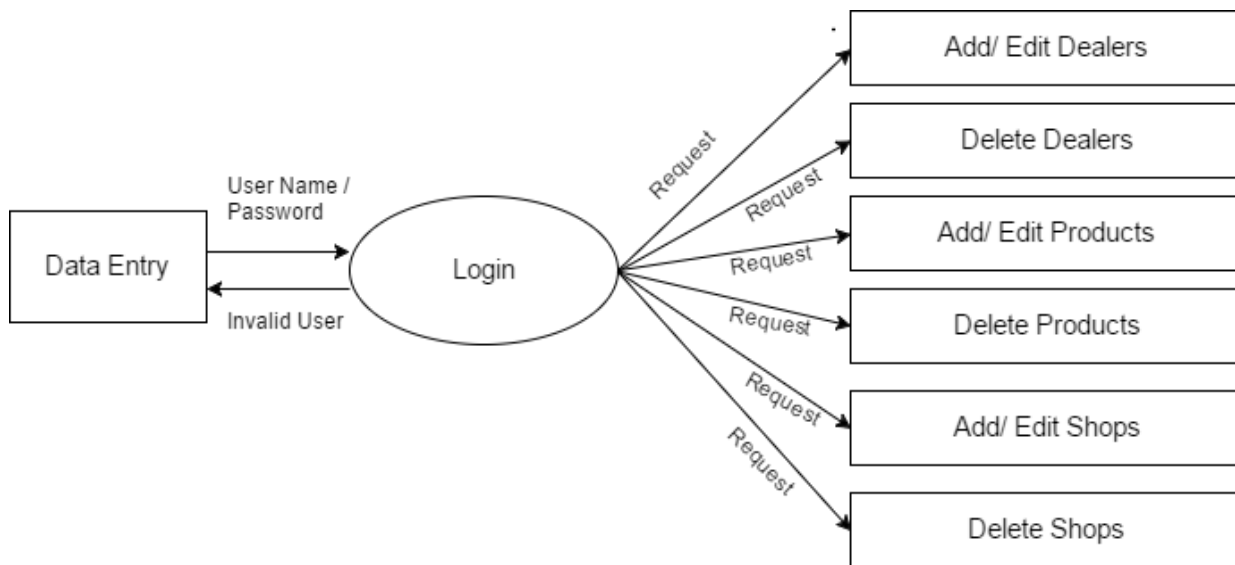 Add/ Edit Dealers
Request
Delete Dealers
Request
User Name /
Password
Add/ Edit Products
Request
Data Entry
Login
Invalid User
Request
Delete Products
Request
Add/ Edit Shops
Request
Delete Shops